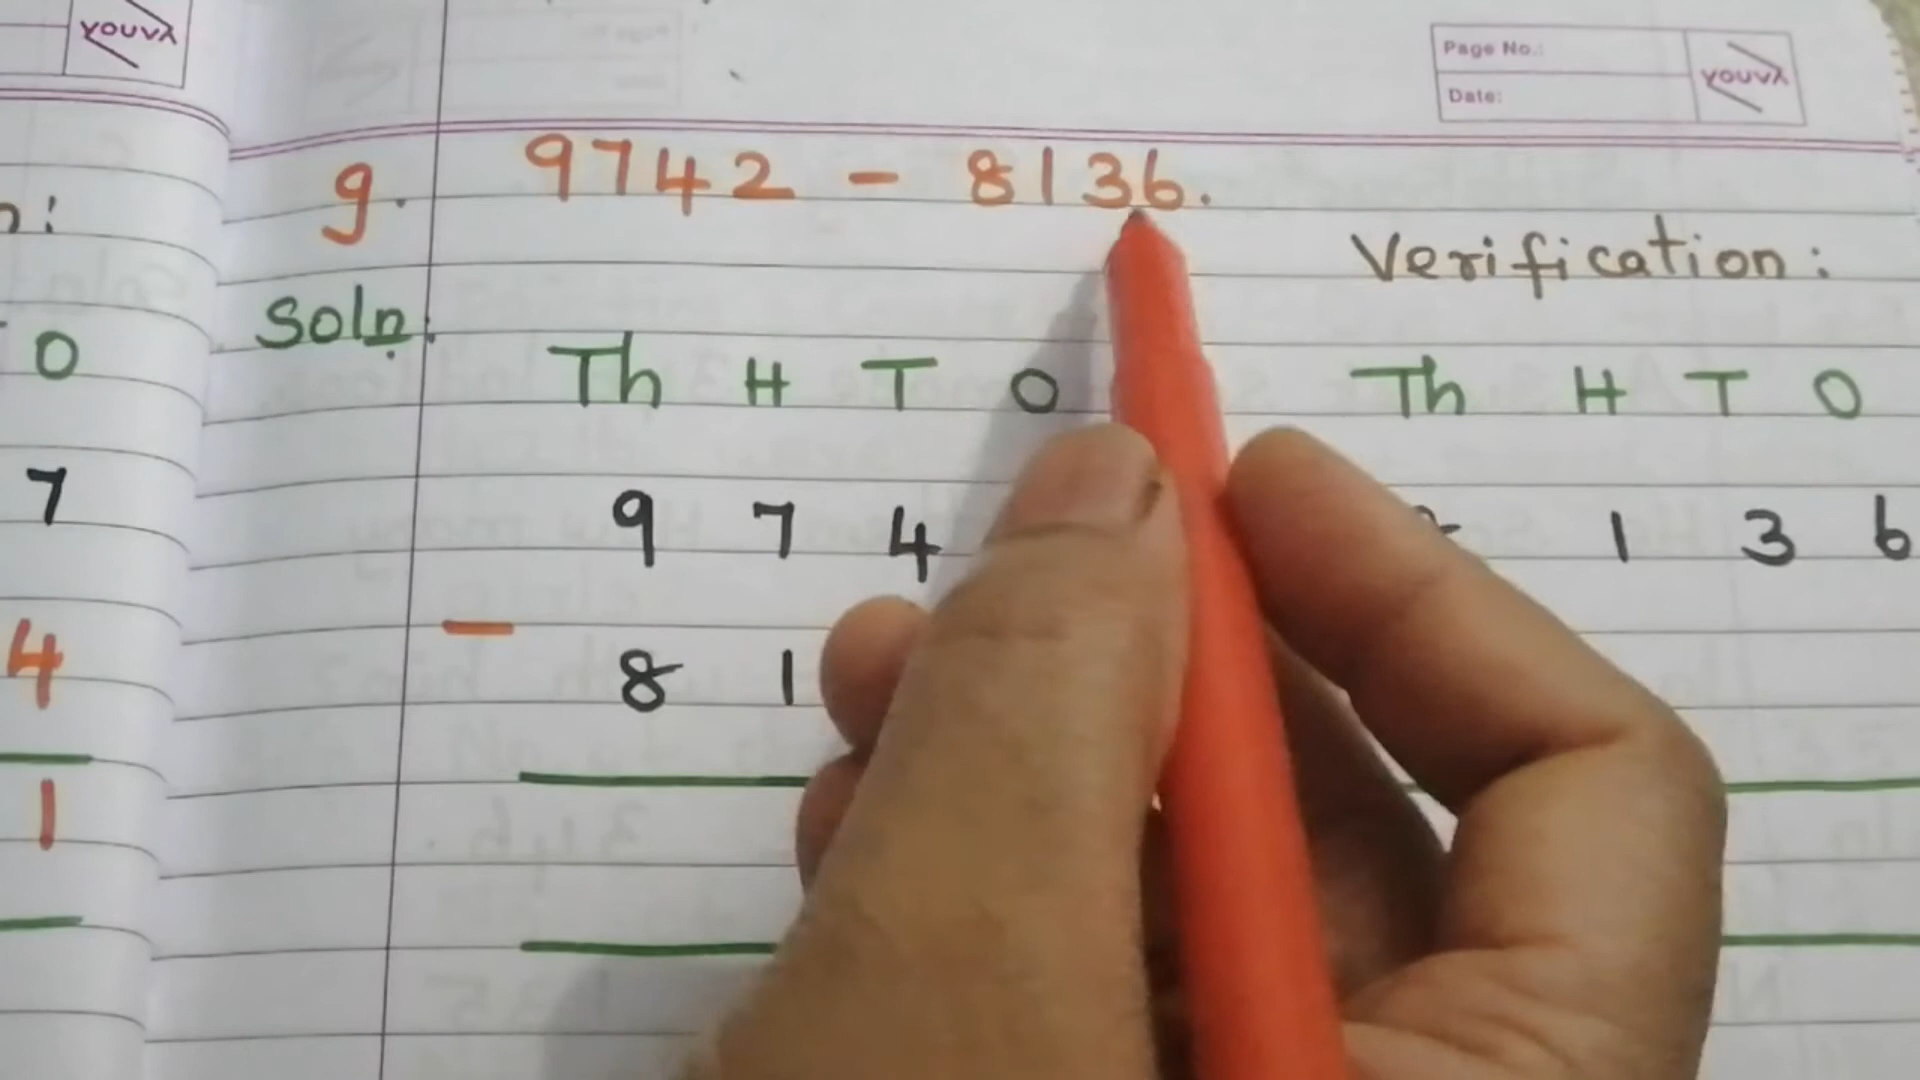 youva
Page No.:
Date:
youva
g. 9742 - 8136.
Verification:
Soln:
O
Th H T O
Th H T O
7
9 7 4
1 3 6
4
8 1
1